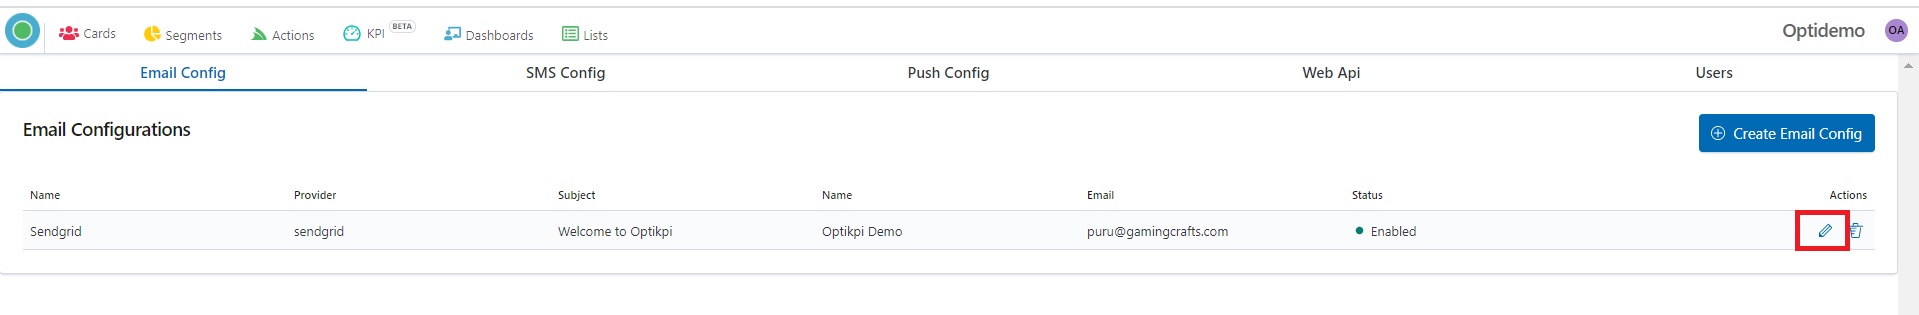 Cards Segments Actions KPI BETA Dashboards Lists Optidemo OA
Email Config SMS Config Push Config Web Api Users
Email Configurations Create Email Config
Name Provider Subject Name Email Status Actions
Sendgrid sendgrid Welcome to Optikpi Optikpi Demo puru@gamingcrafts.com Enabled